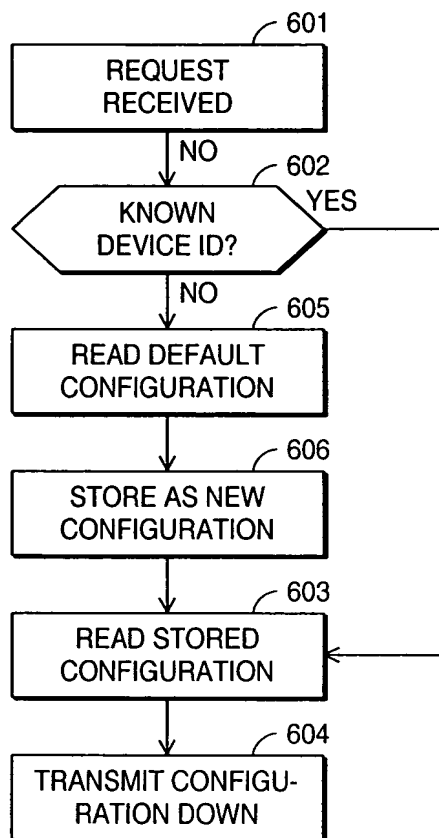 601
REQUEST
RECEIVED
NO
602
YES
KNOWN
DEVICE ID?
NO
605
READ DEFAULT
CONFIGURATION
606
STORE AS NEW
CONFIGURATION
603
READ STORED
CONFIGURATION
604
TRANSMIT CONFIGU-
RATION DOWN